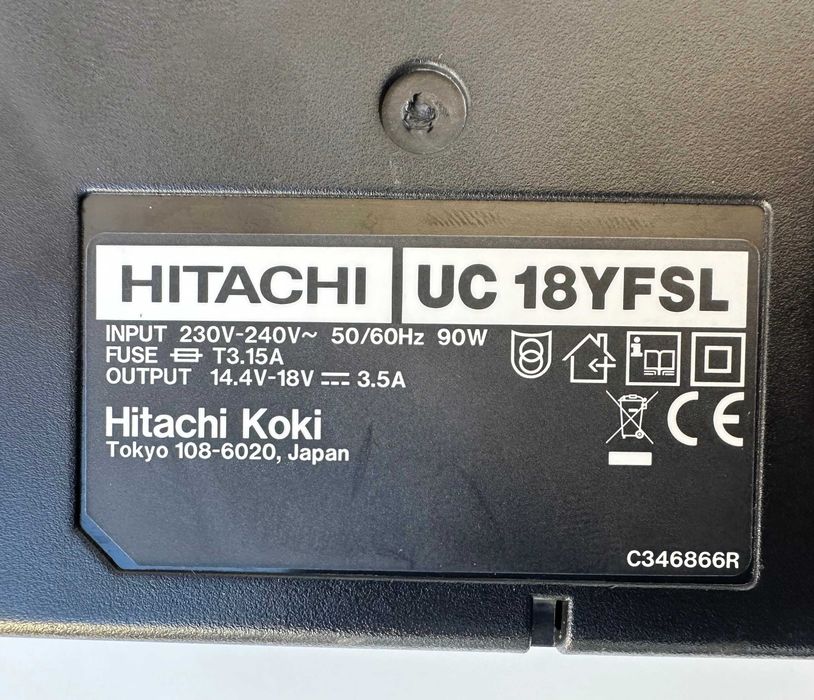 HITACHI UC 18YFSL
INPUT 230V-240V~ 50/60Hz 90W
FUSE T3.15A
OUTPUT 14.4V-18V ⎓ 3.5A
Hitachi Koki
Tokyo 108-6020, Japan
CE
C346866R